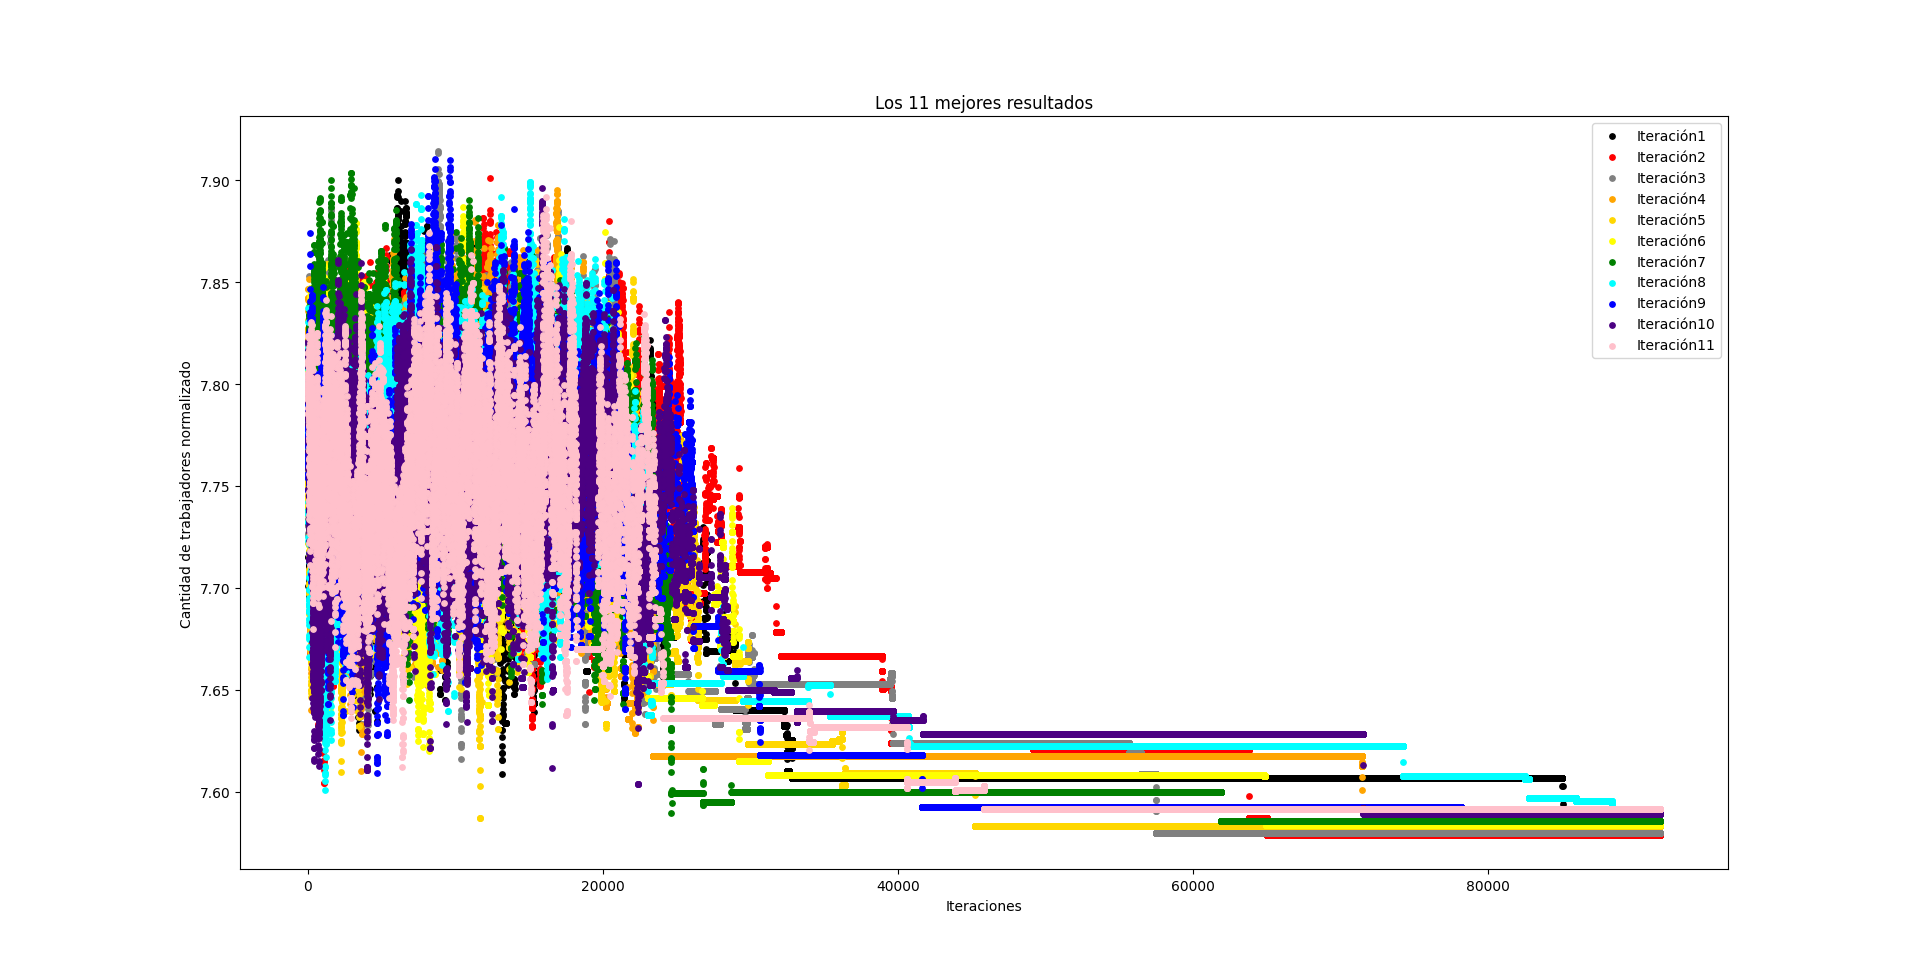 Los 11 mejores resultados
Cantidad de trabajadores normalizado
7.90
7.85
7.80
7.75
7.70
7.65
7.60
0
20000
40000
60000
80000
Iteraciones
Iteración1
Iteración2
Iteración3
Iteración4
Iteración5
Iteración6
Iteración7
Iteración8
Iteración9
Iteración10
Iteración11